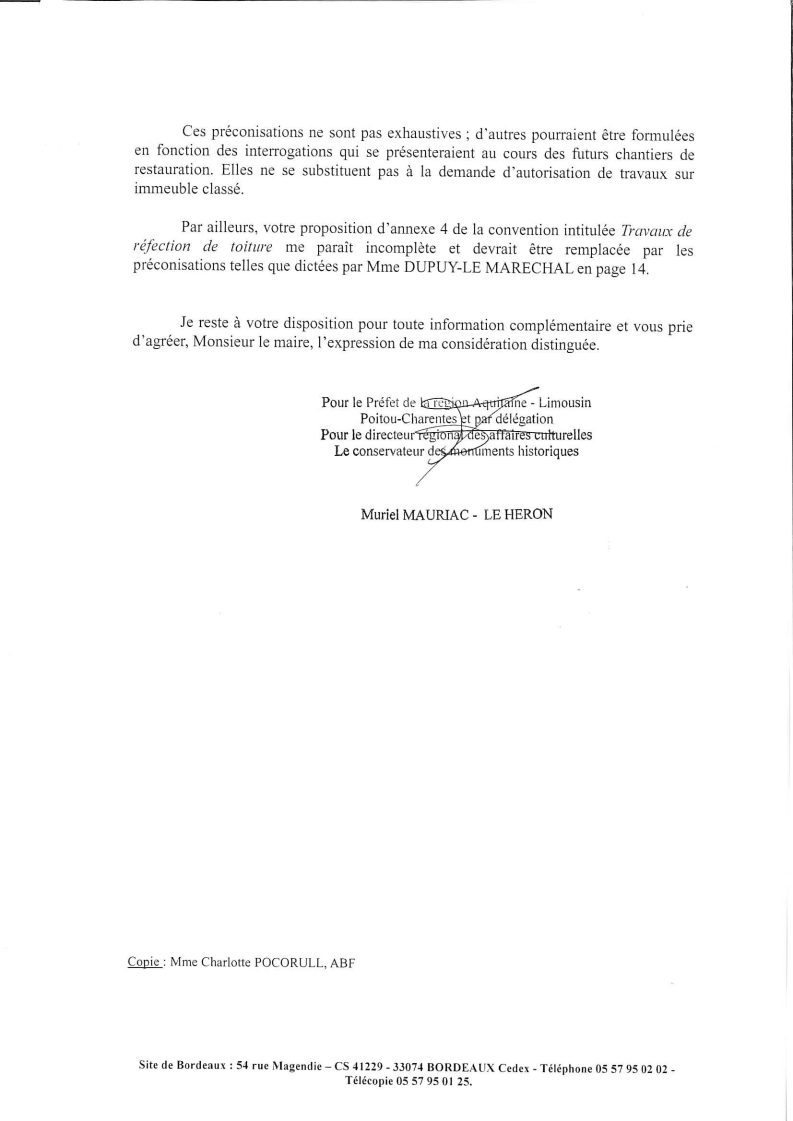 Ces préconisations ne sont pas exhaustives ; d'autres pourraient être formulées
en fonction des interrogations qui se présenteraient au cours des futurs chantiers de
restauration. Elles ne se substituent pas à la demande d'autorisation de travaux sur
immeuble classé.
Par ailleurs, votre proposition d'annexe 4 de la convention intitulée Travaux de
réfection de toiture me paraît incomplète et devrait être remplacée par les
préconisations telles que dictées par Mme DUPUY-LE MARECHAL en page 14.
Je reste à votre disposition pour toute information complémentaire et vous prie
d'agréer, Monsieur le maire, l'expression de ma considération distinguée.
Pour le Préfet de la région Aquitaine - Limousin
Poitou-Charentes et par délégation
Pour le directeur régional des affaires culturelles
Le conservateur des monuments historiques
Muriel MAURIAC - LE HERON
Copie : Mme Charlotte POCORULL, ABF
Site de Bordeaux : 54 rue Magendie – CS 41229 - 33074 BORDEAUX Cedex - Téléphone 05 57 95 02 02 -
Télécopie 05 57 95 01 25.